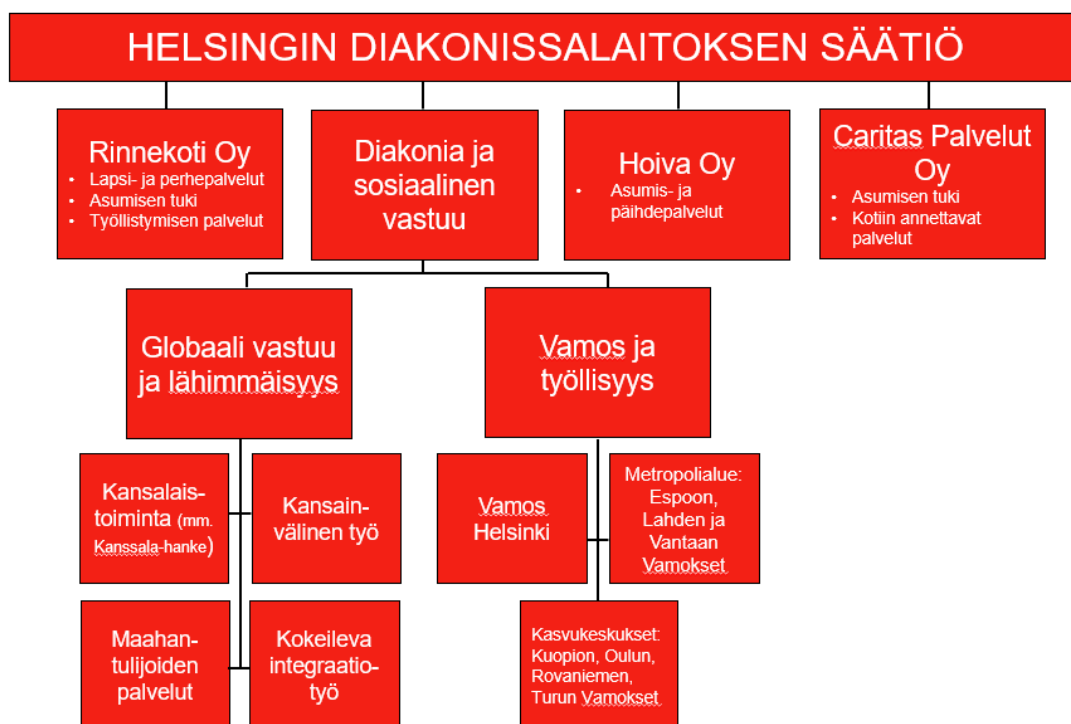 HELSINGIN DIAKONISSALAITOKSEN SÄÄTIÖ
Rinnekoti Oy
• Lapsi- ja perhepalvelut
• Asumisen tuki
• Työllistymisen palvelut
Diakonia ja
sosiaalinen
vastuu
Hoiva Oy
• Asumis- ja
päihdepalvelut
Caritas Palvelut
Oy
• Asumisen tuki
• Kotiin annettavat
palvelut
Globaali vastuu
ja lähimmäisyys
Vamos ja
työllisyys
Kansalais-
toiminta (mm.
Kanssala-hanke)
Kansain-
välinen työ
Vamos
Helsinki
Metropolialue:
Espoon,
Lahden ja
Vantaan
Vamokset
Maahan-
tulijoiden
palvelut
Kokeileva
integraatio-
työ
Kasvukeskukset:
Kuopion, Oulun,
Rovaniemen,
Turun Vamokset